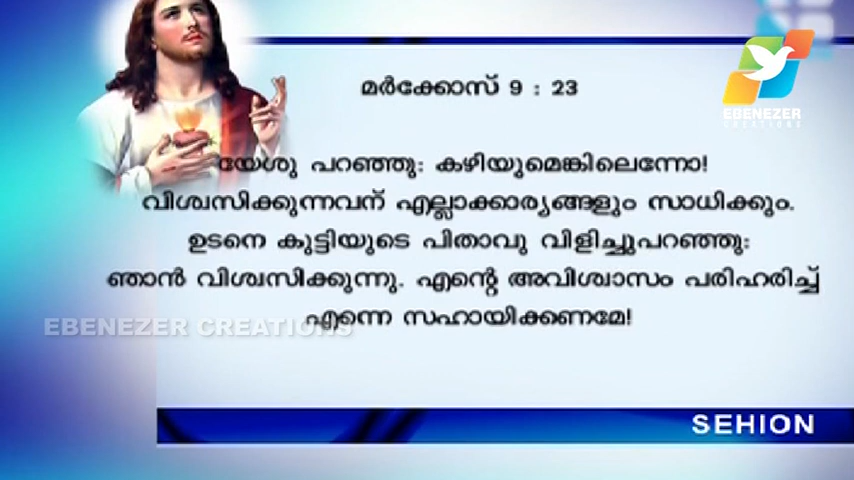 മർക്കോസ് 9 : 23
യേശു പറഞ്ഞു: കഴിയുമെങ്കിലെന്നോ!
വിശ്വസിക്കുന്നവന് എല്ലാക്കാര്യങ്ങളും സാധിക്കും.
ഉടനെ കുട്ടിയുടെ പിതാവു വിളിച്ചുപറഞ്ഞു:
ഞാൻ വിശ്വസിക്കുന്നു. എന്റെ അവിശ്വാസം പരിഹരിച്ച്
എന്നെ സഹായിക്കണമേ!
EBENEZER CREATIONS
SEHION
EBENEZER
CREATIONS